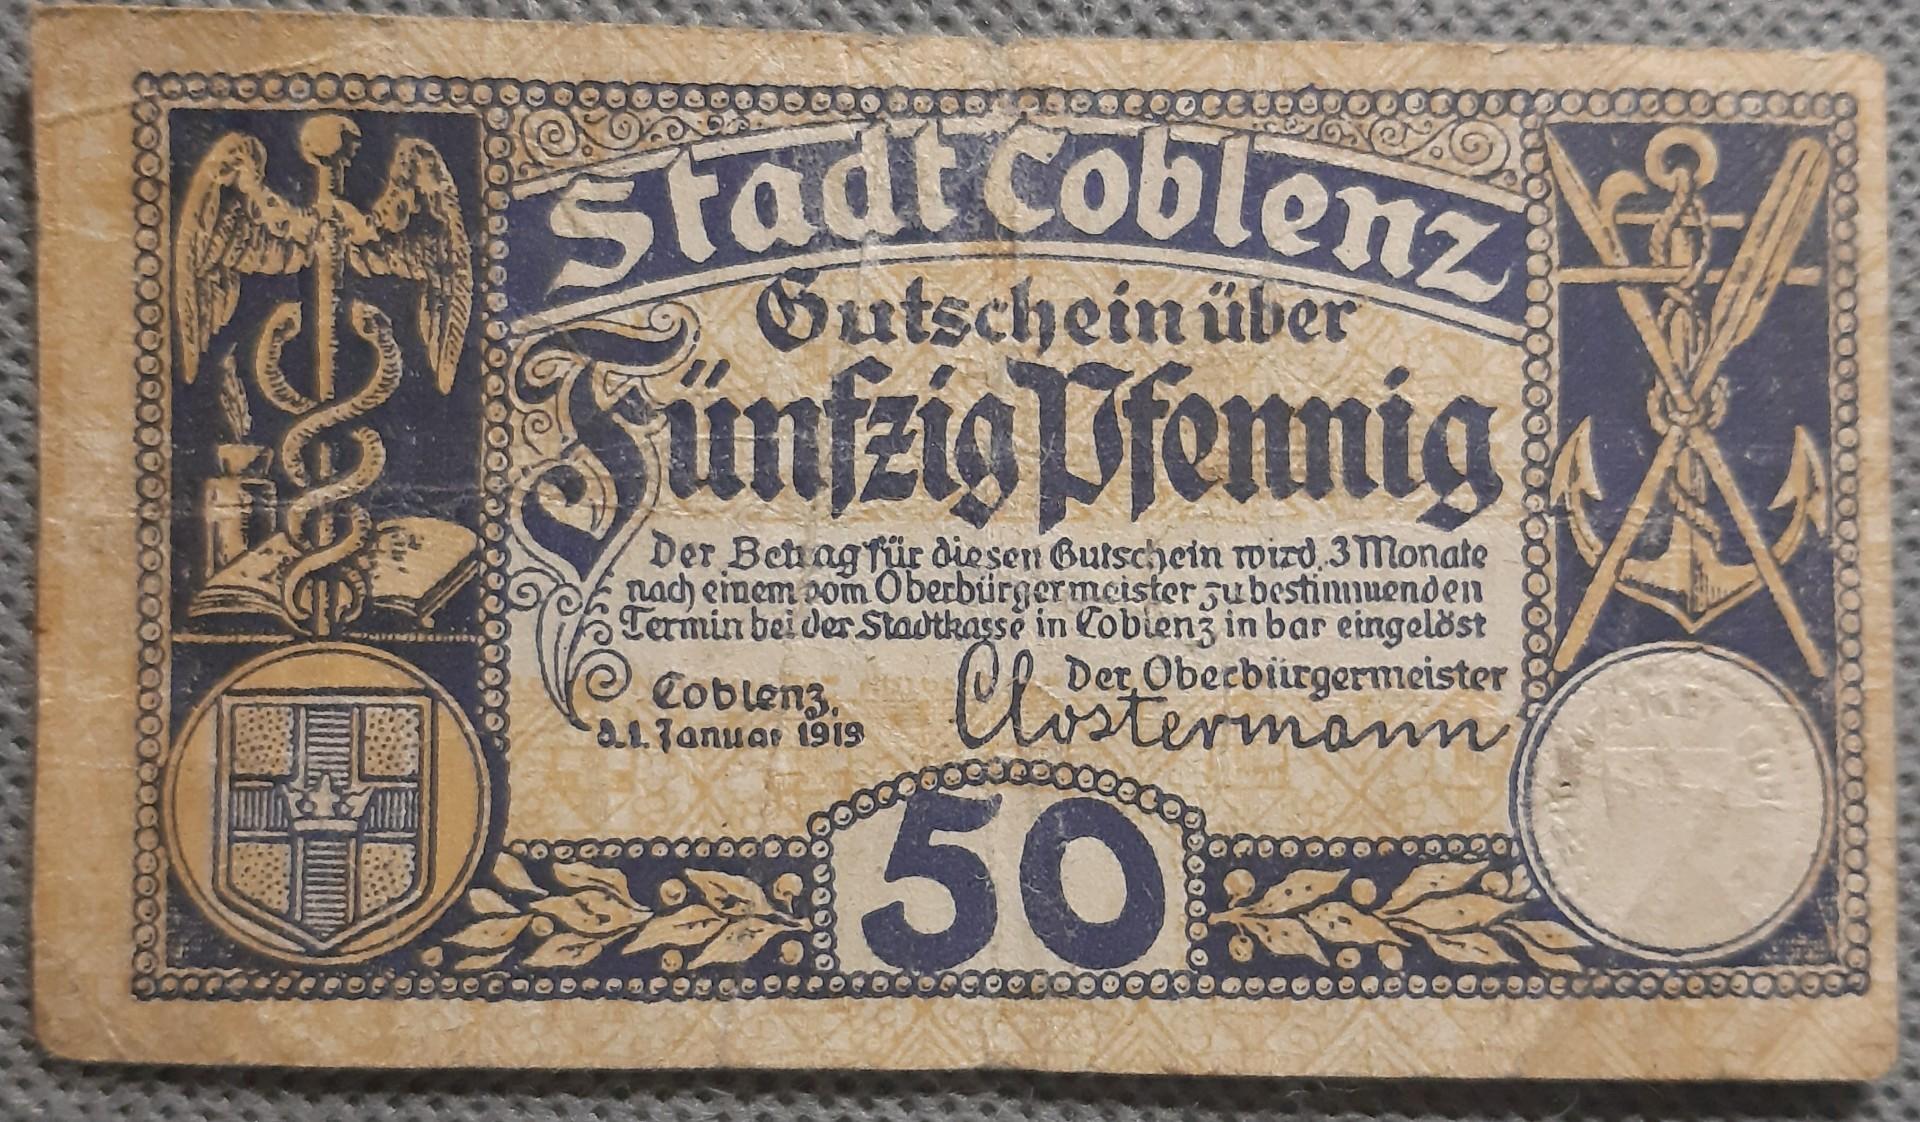 Stadt Coblenz
Gutschein über
Fünfzig Pfennig
Der Betrag für diesen Gutschein wird 3 Monate
nach einem vom Oberbürgermeister zu bestimmenden
Termin bei der Stadtkasse in Coblenz in bar eingelöst
Coblenz,
d. 1. Januar 1919
Der Oberbürgermeister
Clostermann
50